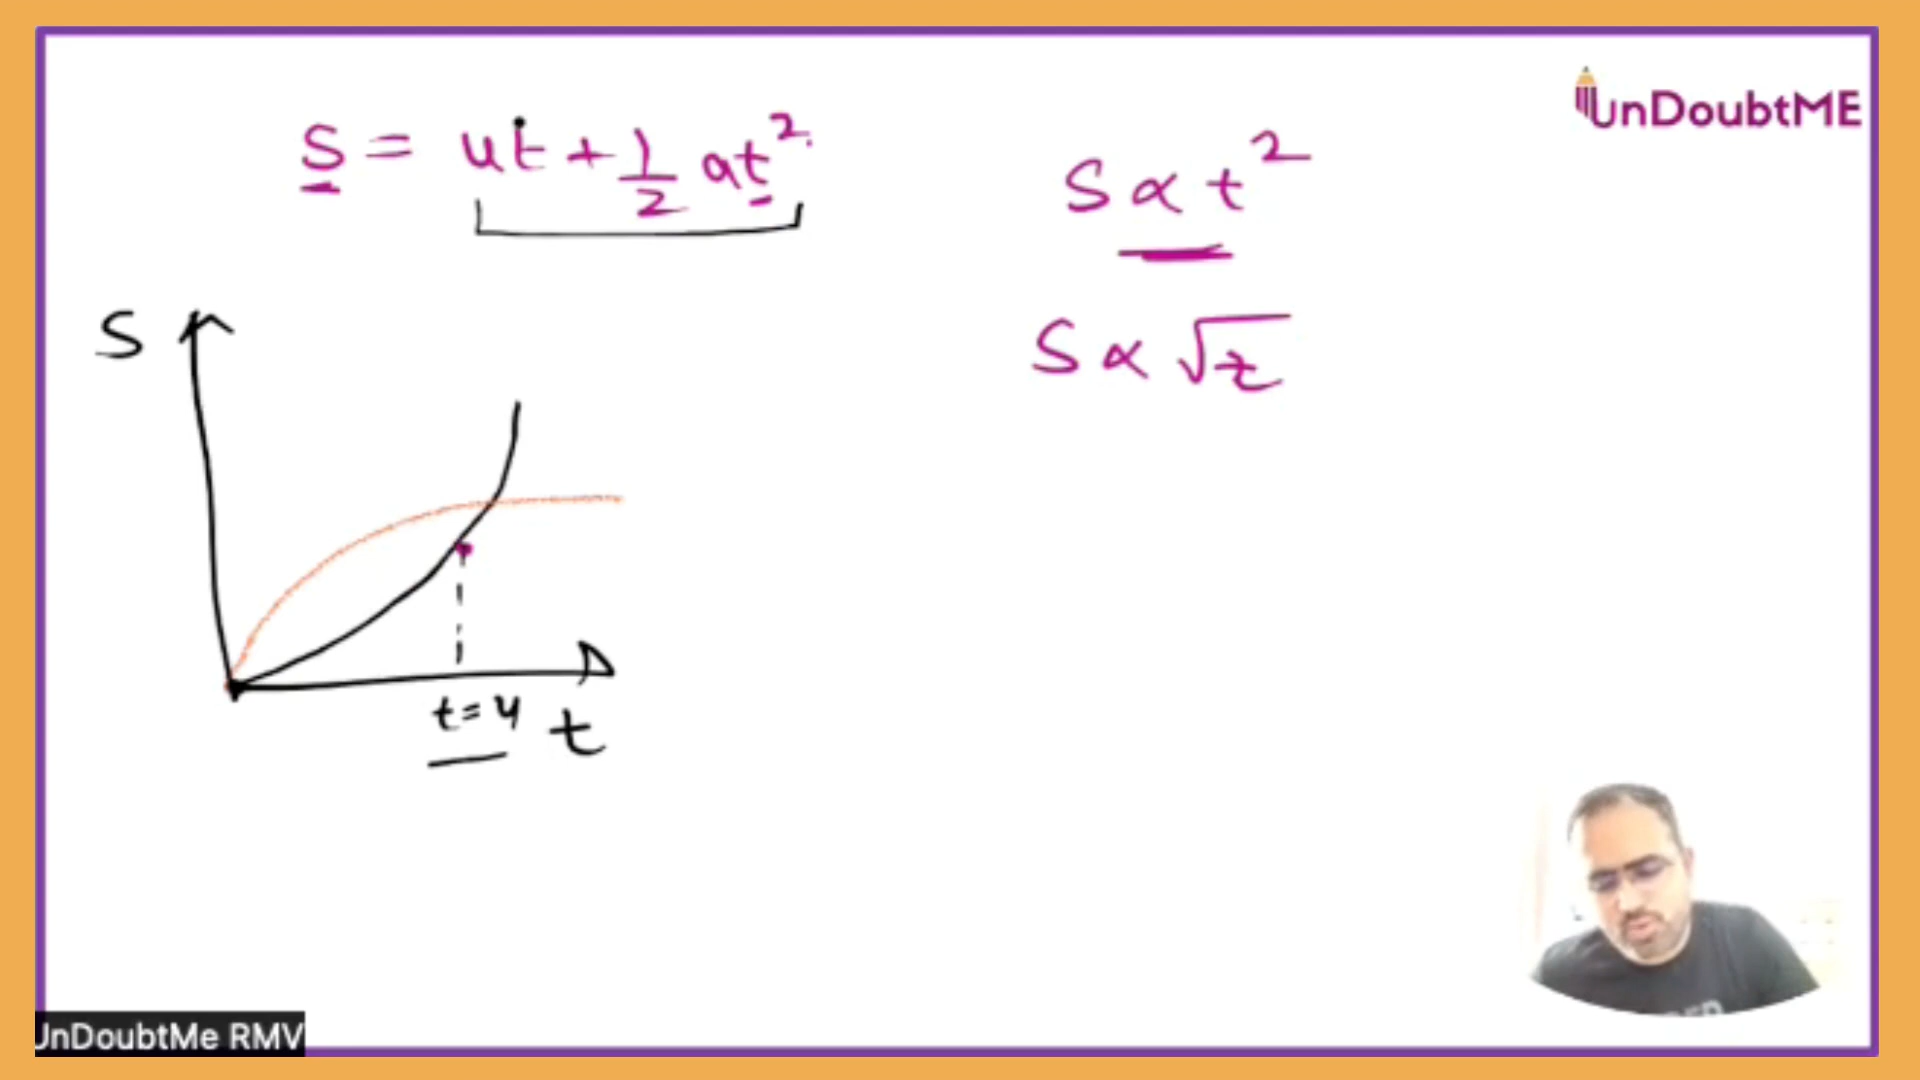 UnDoubtME
S = ut + 1/2 at²
S ∝ t²
S ∝ √t
S
t=4
t
UnDoubtMe RMV